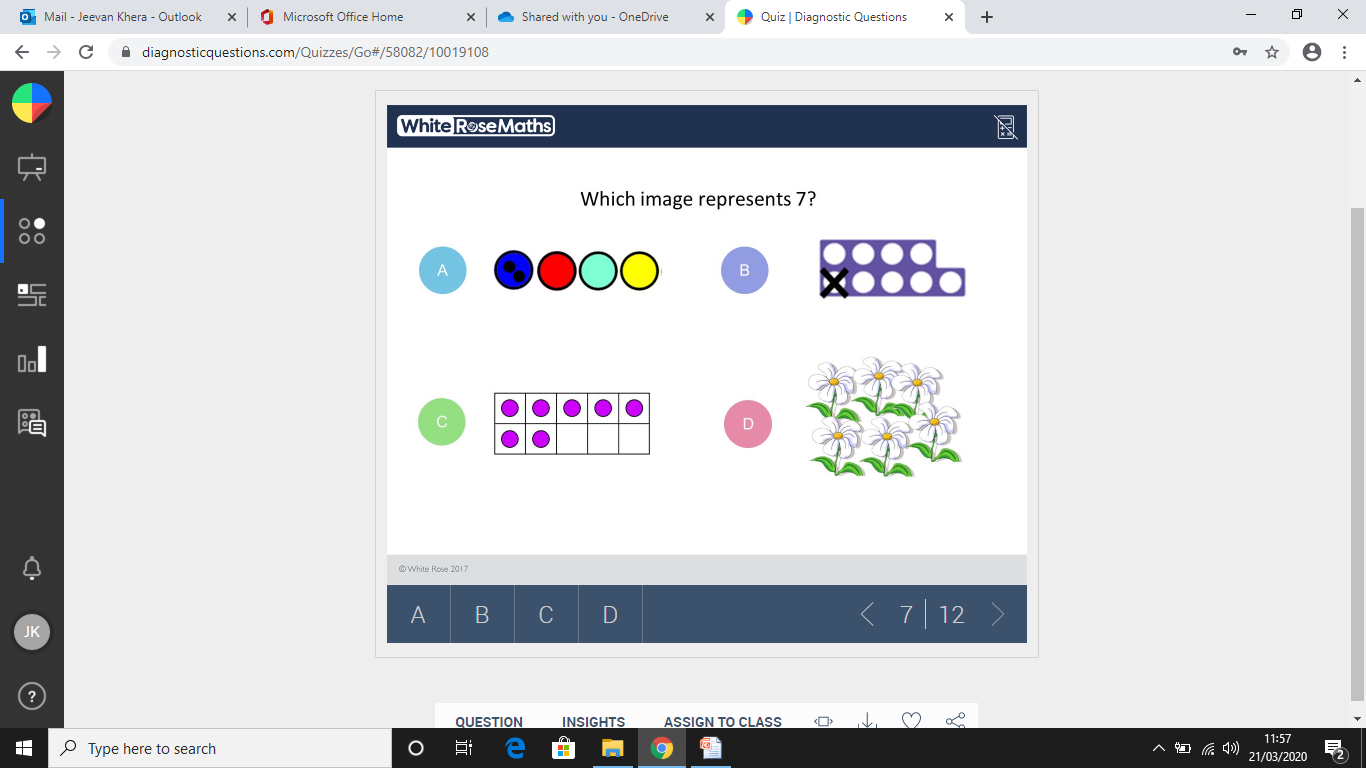 Mail - Jeevan Khera - Outlook
Microsoft Office Home
Shared with you - OneDrive
Quiz | Diagnostic Questions
diagnosticquestions.com/Quizzes/Go#/58082/10019108
White Rose Maths
Which image represents 7?
A
B
C
D
© White Rose 2017
A B C D 7 12
JK
?
QUESTION INSIGHTS ASSIGN TO CLASS
Type here to search
11:57
21/03/2020
2